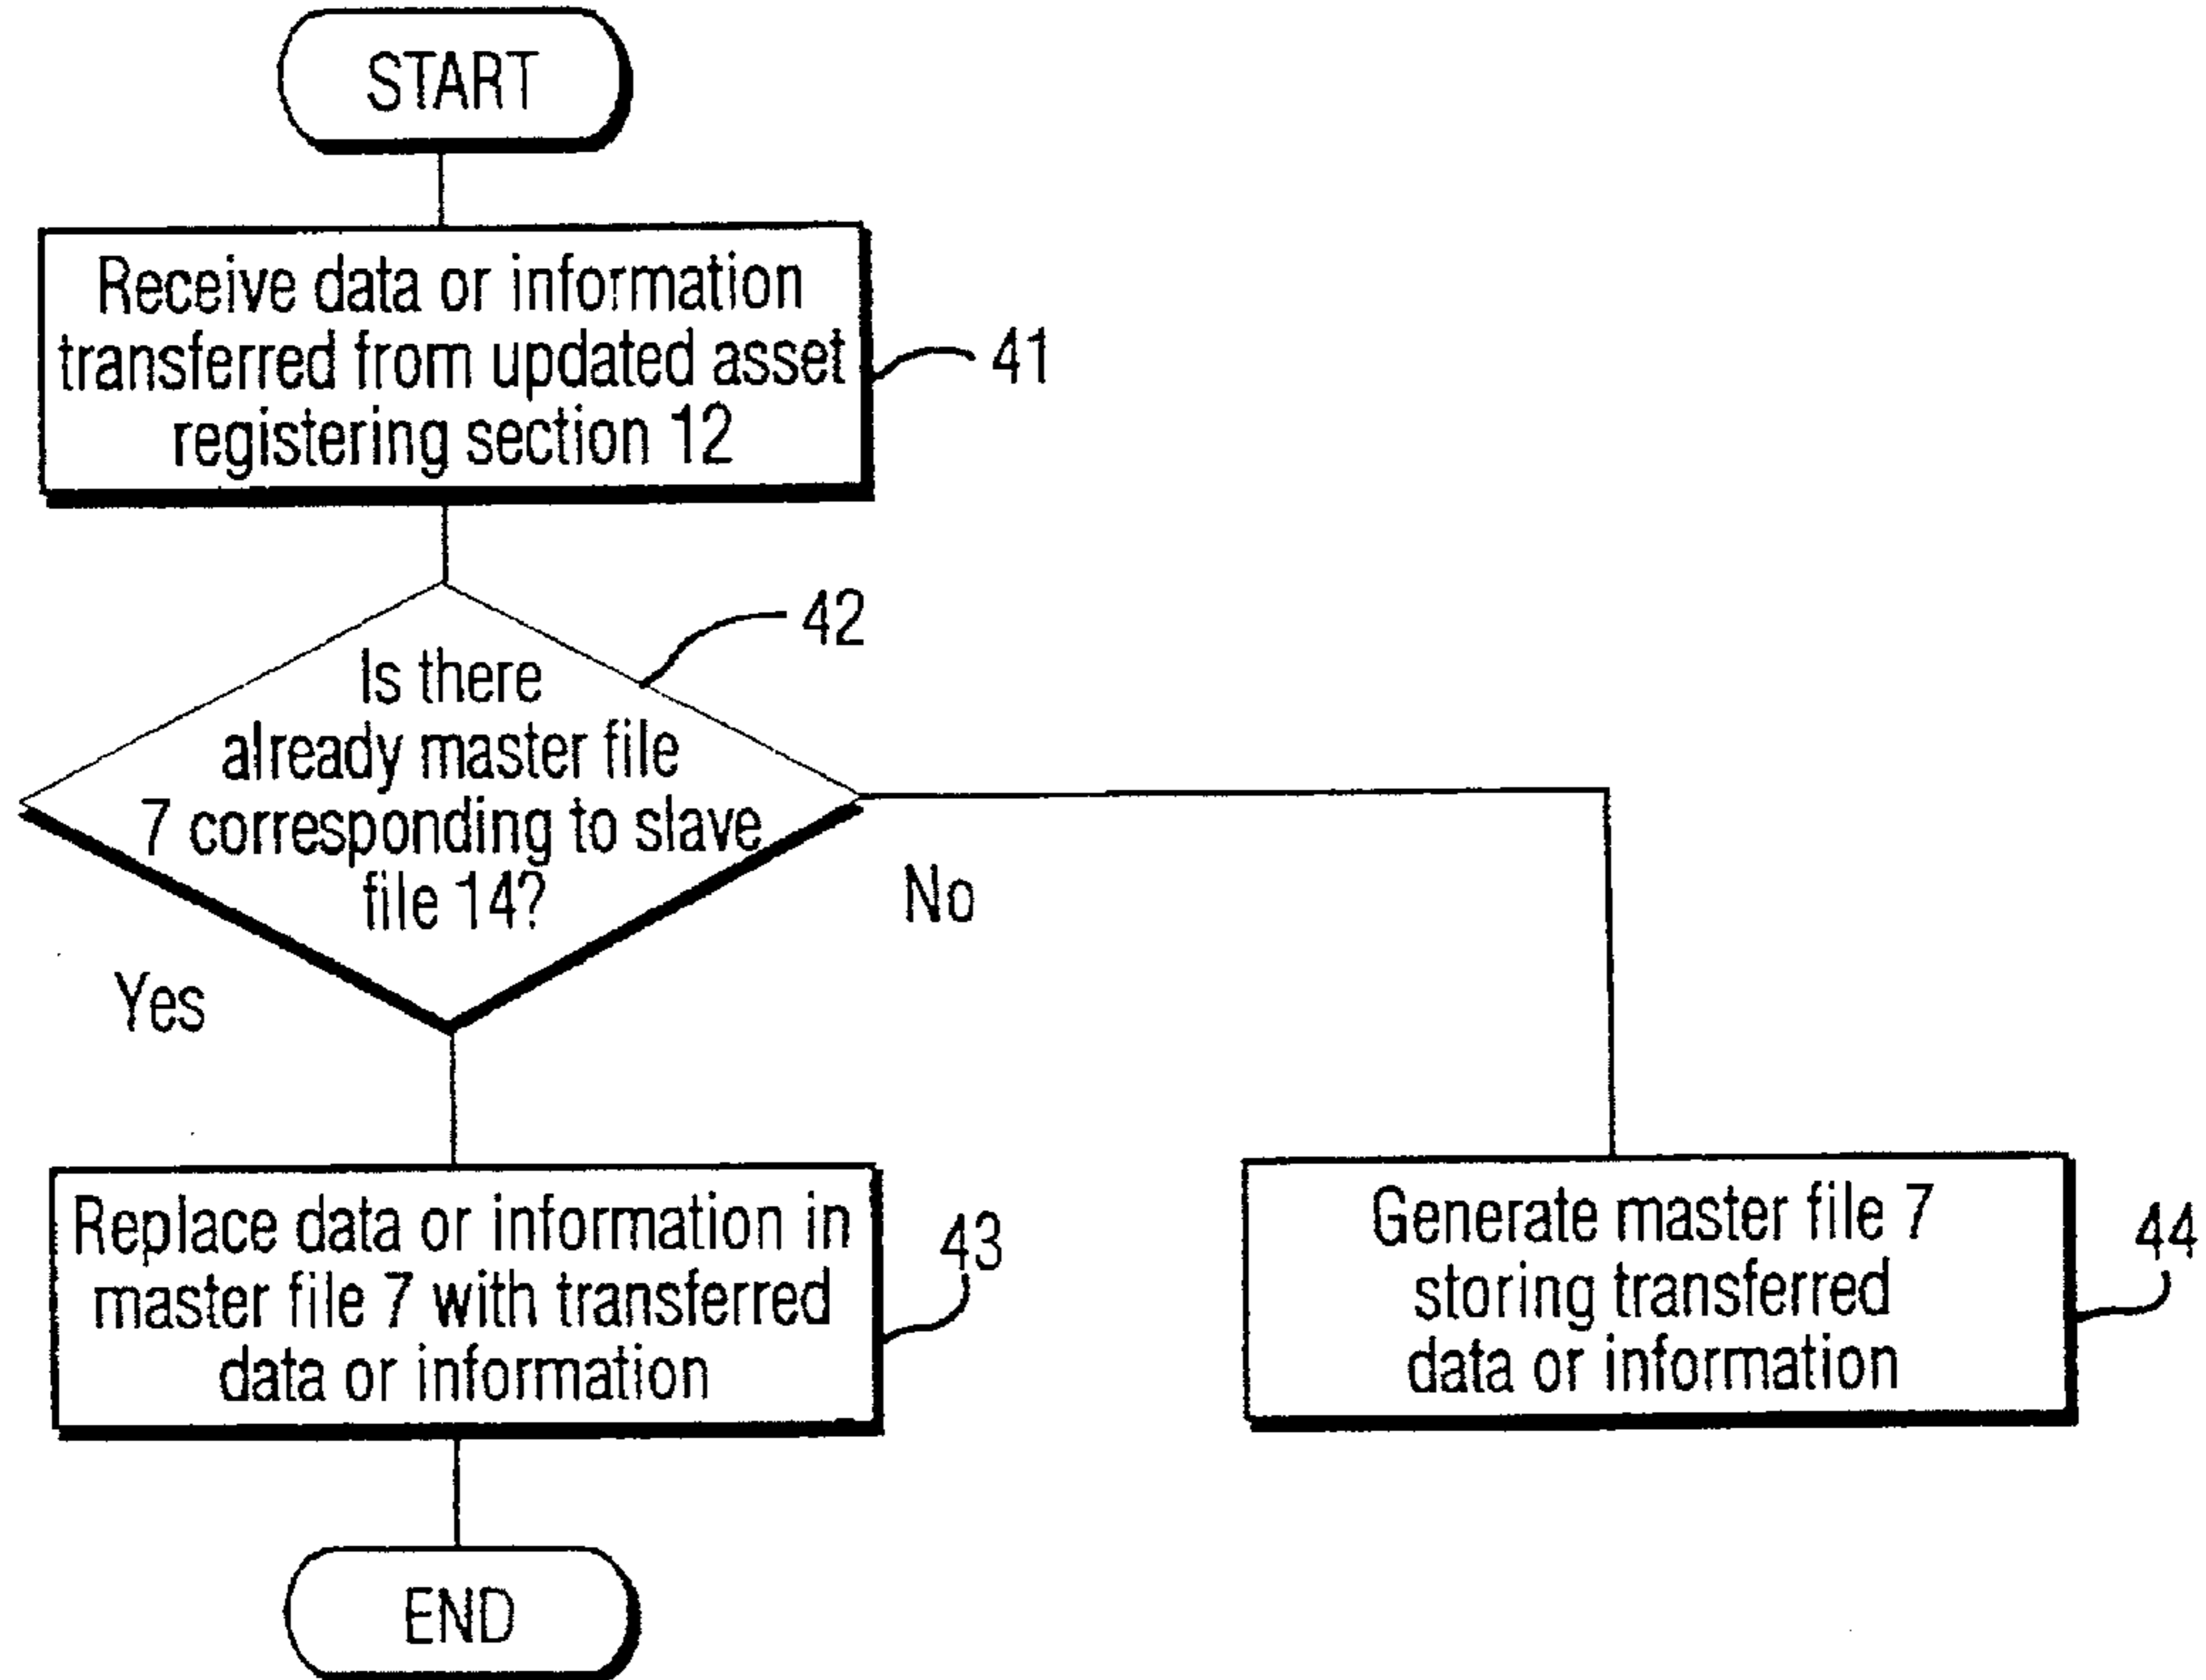 START
Receive data or information
transferred from updated asset
registering section 12
41
42
Is there
already master file
7 corresponding to slave
file 14?
No
Yes
Replace data or information in
master file 7 with transferred
data or information
43
Generate master file 7
storing transferred
data or information
44
END